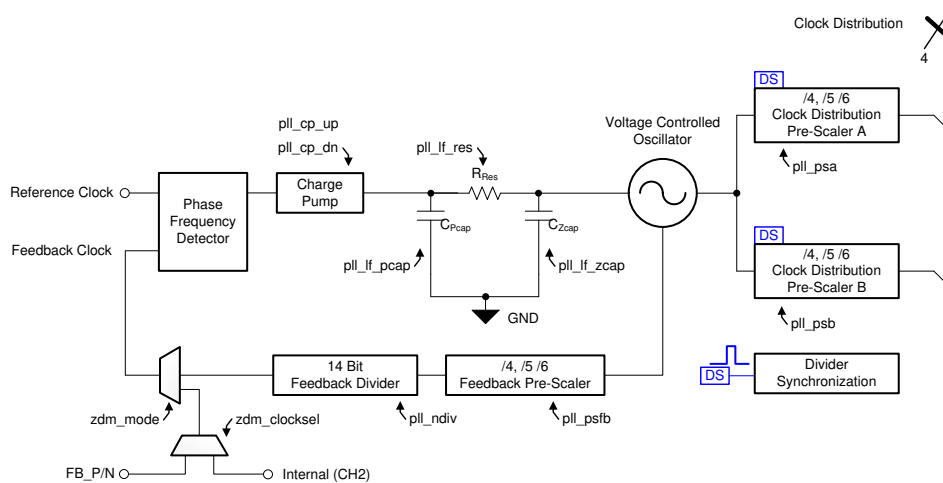 Clock Distribution
4
DS
/4, /5 /6
Clock Distribution
Pre-Scaler A
pll_psa
Voltage Controlled
Oscillator
pll_cp_up
pll_cp_dn
pll_lf_res
RRes
Reference Clock
Phase
Frequency
Detector
Charge
Pump
CPcap
CZcap
Feedback Clock
pll_lf_pcap
pll_lf_zcap
GND
DS
/4, /5 /6
Clock Distribution
Pre-Scaler B
pll_psb
14 Bit
Feedback Divider
/4, /5 /6
Feedback Pre-Scaler
DS
Divider
Synchronization
zdm_mode
zdm_clocksel
pll_ndiv
pll_psfb
FB_P/N
Internal (CH2)